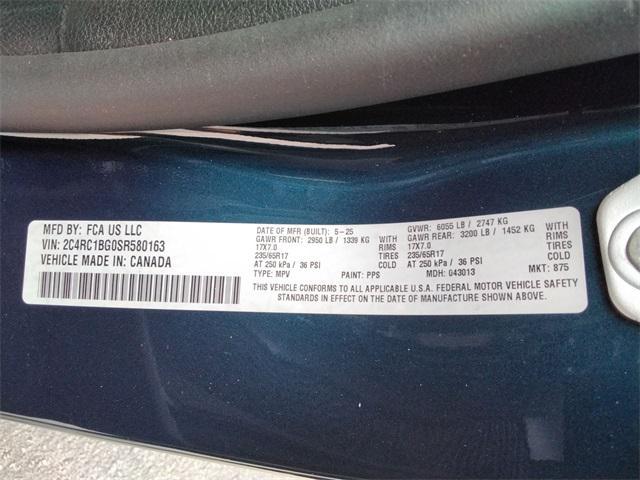 MFD BY: FCA US LLC
VIN: 2C4RC1BG0SR580163
VEHICLE MADE IN: CANADA
DATE OF MFR (BUILT): 5-25
GVWR: 6055 LB / 2747 KG
GAWR FRONT: 2950 LB / 1339 KG WITH
GAWR REAR: 3200 LB / 1452 KG WITH
17X7.0 RIMS
17X7.0 RIMS
235/65R17 TIRES
235/65R17 TIRES
AT 250 kPa / 36 PSI COLD
AT 250 kPa / 36 PSI COLD
TYPE: MPV PAINT: PPS MDH: 043013 MKT: 875
THIS VEHICLE CONFORMS TO ALL APPLICABLE U.S.A. FEDERAL MOTOR VEHICLE SAFETY
STANDARDS IN EFFECT ON THE DATE OF MANUFACTURE SHOWN ABOVE.